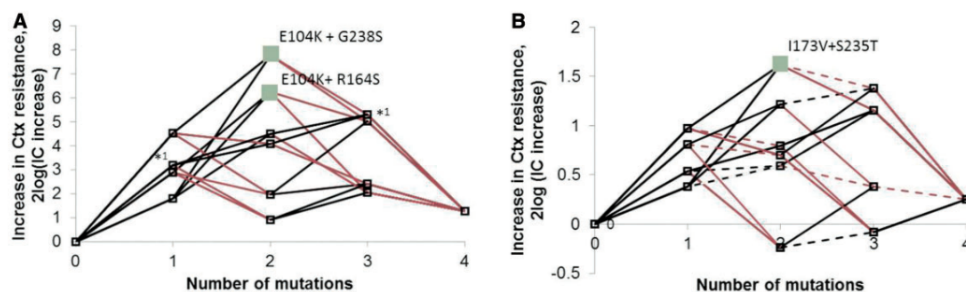 A
Increase in Ctx resistance,
2log(IC increase)
9
8
7
6
5
4
3
2
1
0
E104K + G238S
E104K+ R164S
*1
*1
0
1
2
3
4
Number of mutations
B
Increase in Ctx resistance,
2log (IC increase)
2
1.5
1
0.5
0
-0.5
I173V+S235T
0
0
1
2
3
4
Number of mutations